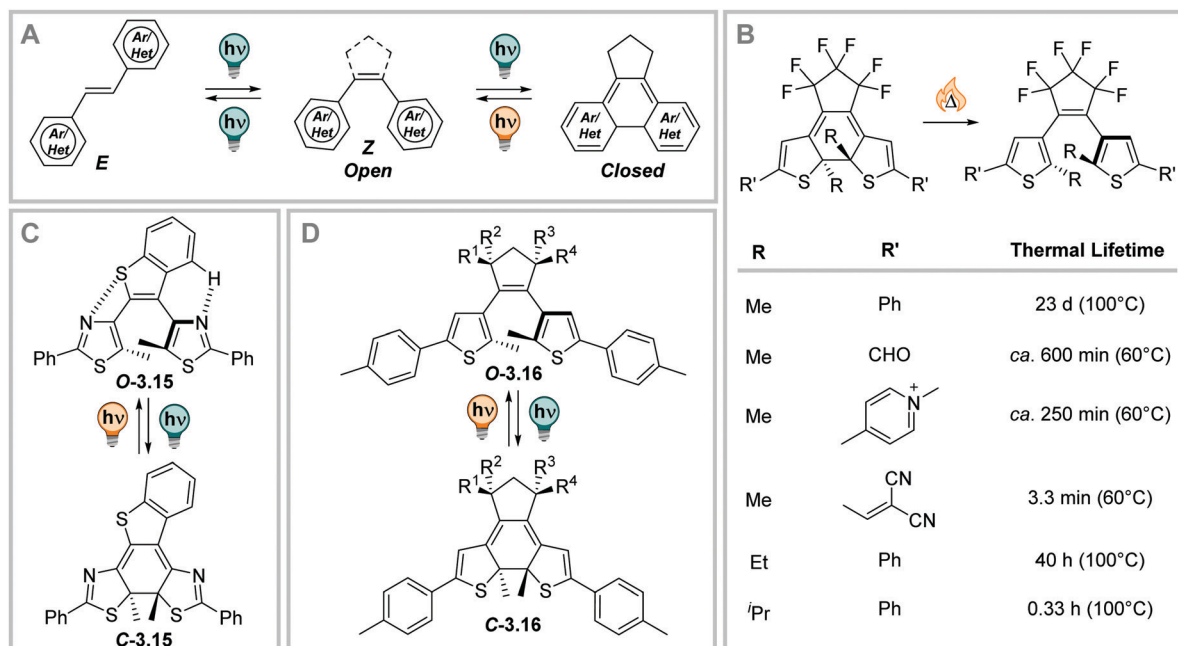 A
Ar/
Het
Ar/
Het
E
hν
hν
Ar/
Het
Ar/
Het
Z
Open
hν
hν
Ar/
Het
Ar/
Het
Closed
B
F F
F F
F F
R
R' S R S R'
Δ
F F
F F
F F
R R
R' S S R'
R R' Thermal Lifetime
Me Ph 23 d (100°C)
Me CHO ca. 600 min (60°C)
Me N+ ca. 250 min (60°C)
Me CN CN 3.3 min (60°C)
Et Ph 40 h (100°C)
iPr Ph 0.33 h (100°C)
C
S H
N N
Ph S S Ph
O-3.15
hν hν
S
N N
Ph S S Ph
C-3.15
D
R2 R3
R1 R4
S S
O-3.16
hν hν
R2 R3
R1 R4
S S
C-3.16